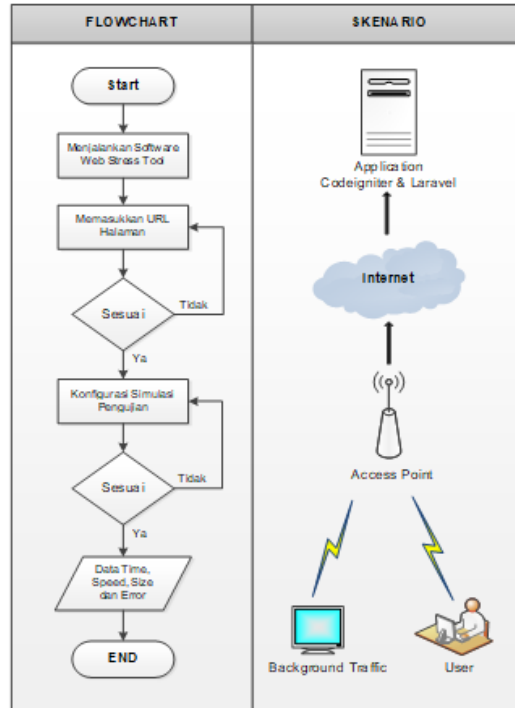 FLOWCHART
SKENARIO
Start
Menjalankan Software
Web Stress Tool
Memasukkan URL
Halaman
Sesuai
Tidak
Ya
Konfigurasi Simulasi
Pengujian
Sesuai
Tidak
Ya
Data Time,
Speed, Size
dan Error
END
Application
Codeigniter & Laravel
Internet
Access Point
Background Traffic
User